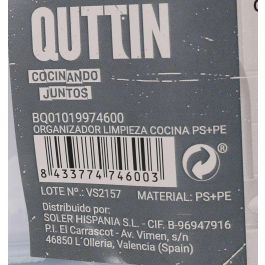 QUTTIN
COCINANDO
JUNTOS
BQ01019974600
ORGANIZADOR LIMPIEZA COCINA PS+PE
8 433774 746003
LOTE Nº.: VS2157 MATERIAL: PS+PE
Distribuido por:
SOLER HISPANIA S.L. - CIF. B-96947916
P.I. El Carrascot - Av. Vimen, s/n
46850 L'Olleria, Valencia (Spain)